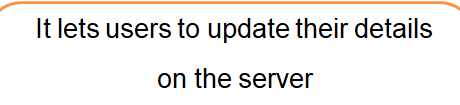 It lets users to update their details
on the server